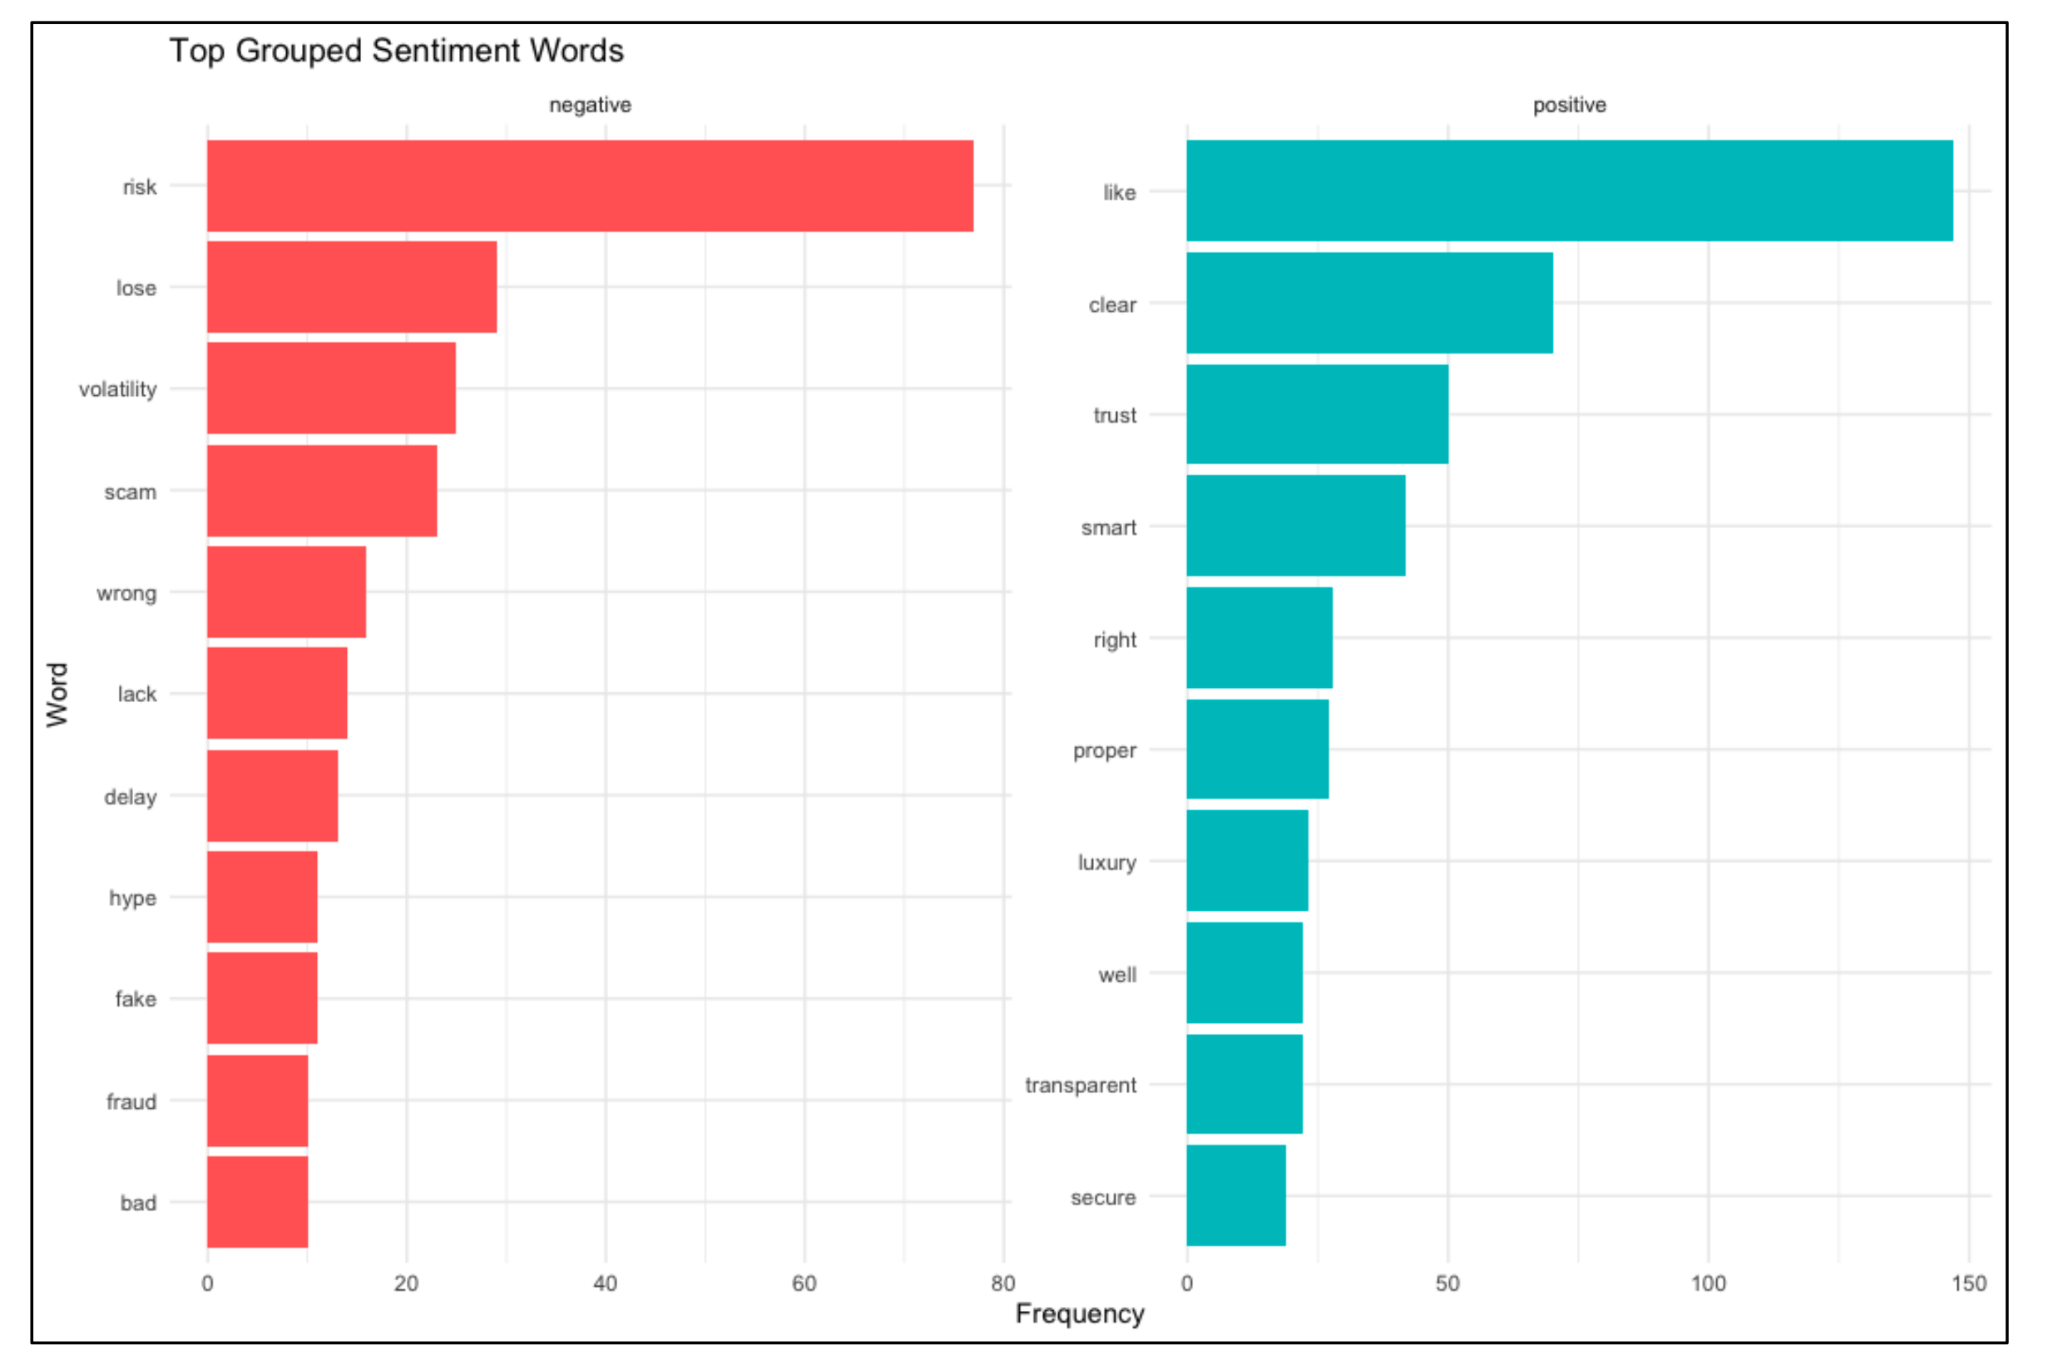 Top Grouped Sentiment Words
negative
risk
lose
volatility
scam
wrong
lack
delay
hype
fake
fraud
bad
0 20 40 60 80
positive
like
clear
trust
smart
right
proper
luxury
well
transparent
secure
0 50 100 150
Word
Frequency